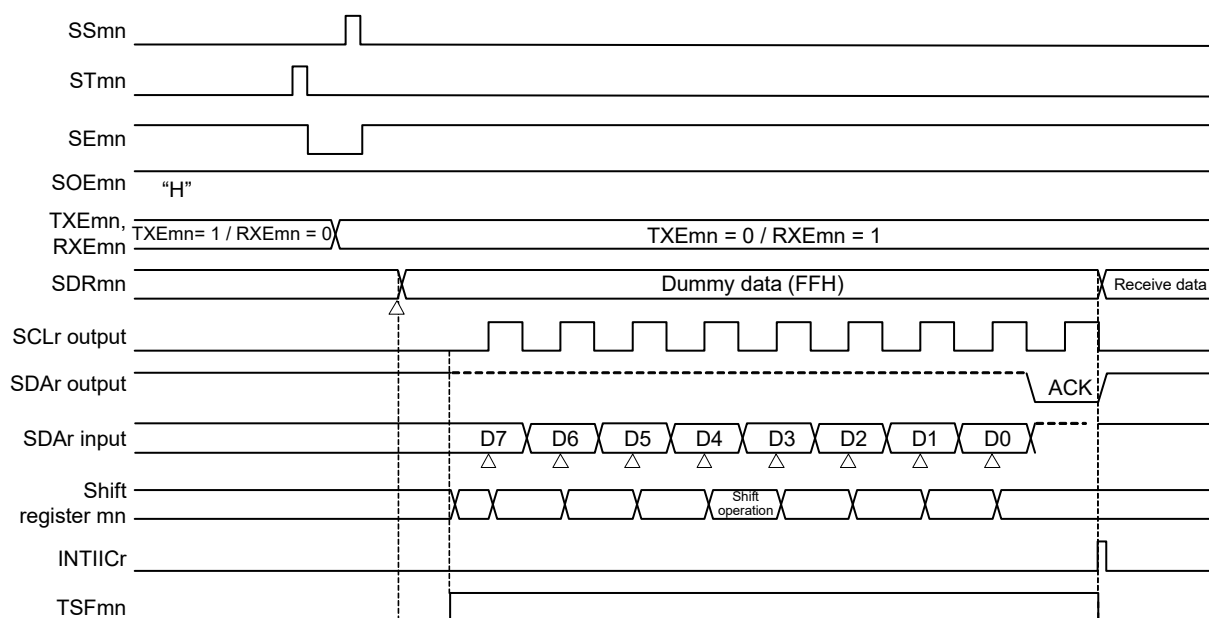 SSmn
STmn
SEmn
SOEmn
“H”
TXEmn,
RXEmn
TXEmn= 1 / RXEmn = 0
TXEmn = 0 / RXEmn = 1
SDRmn
Dummy data (FFH)
Receive data
SCLr output
SDAr output
ACK
SDAr input
D7
D6
D5
D4
D3
D2
D1
D0
Shift
register mn
Shift
operation
INTIICr
TSFmn